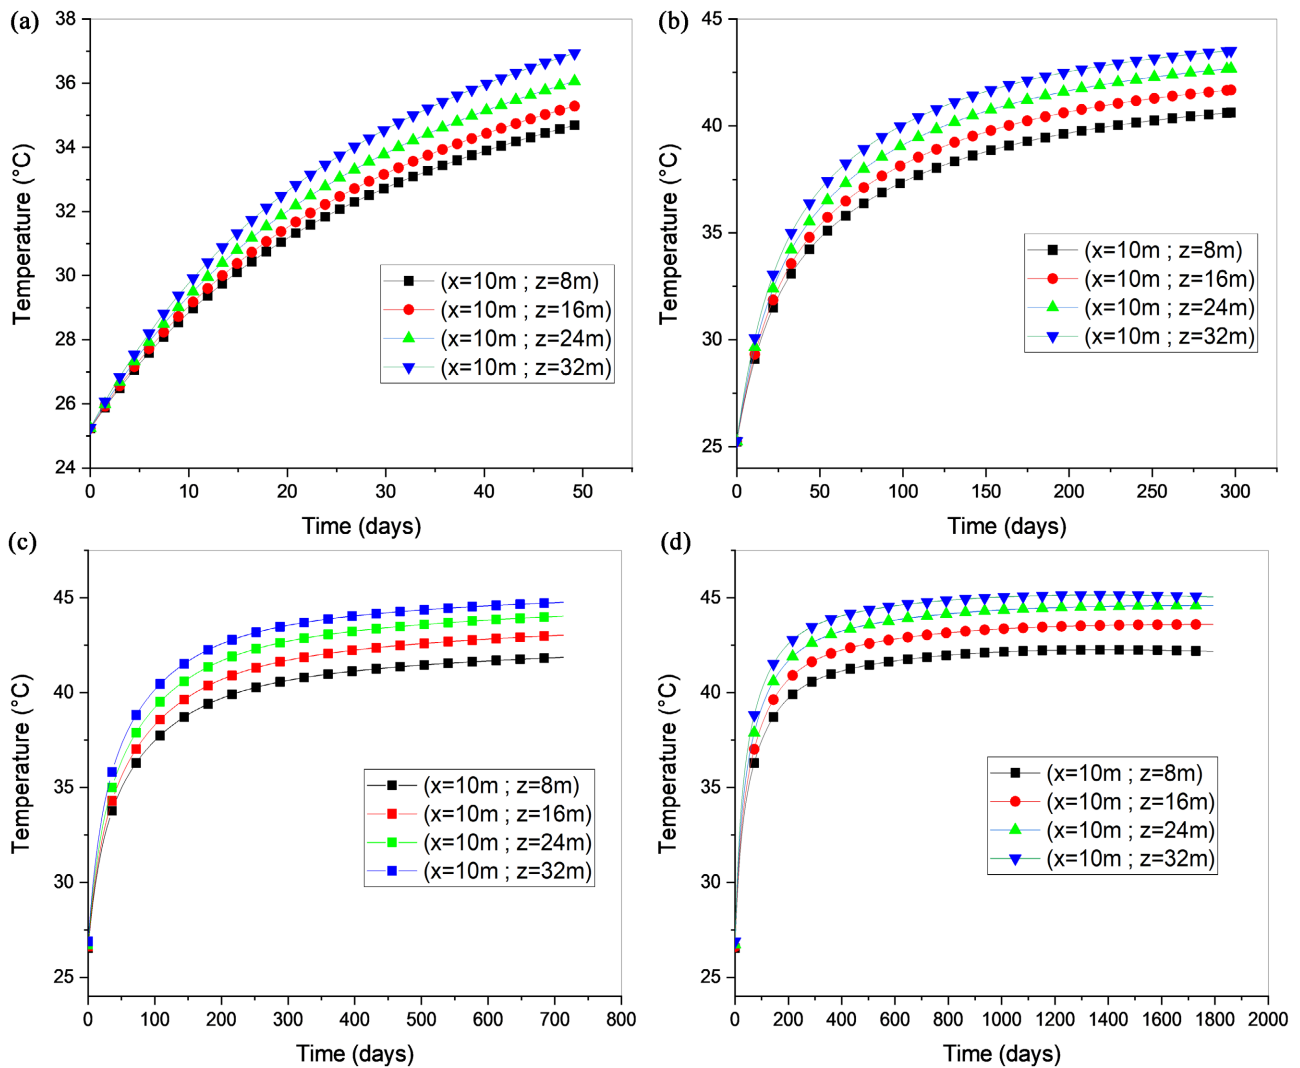 (a)
38
36
34
32
30
28
26
24
Temperature (°C)
(x=10m ; z=8m)
(x=10m ; z=16m)
(x=10m ; z=24m)
(x=10m ; z=32m)
0 10 20 30 40 50
Time (days)
(b)
45
40
35
30
25
Temperature (°C)
(x=10m ; z=8m)
(x=10m ; z=16m)
(x=10m ; z=24m)
(x=10m ; z=32m)
0 50 100 150 200 250 300
Time (days)
(c)
45
40
35
30
25
Temperature (°C)
(x=10m ; z=8m)
(x=10m ; z=16m)
(x=10m ; z=24m)
(x=10m ; z=32m)
0 100 200 300 400 500 600 700 800
Time (days)
(d)
45
40
35
30
25
Temperature (°C)
(x=10m ; z=8m)
(x=10m ; z=16m)
(x=10m ; z=24m)
(x=10m ; z=32m)
0 200 400 600 800 1000 1200 1400 1600 1800 2000
Time (days)